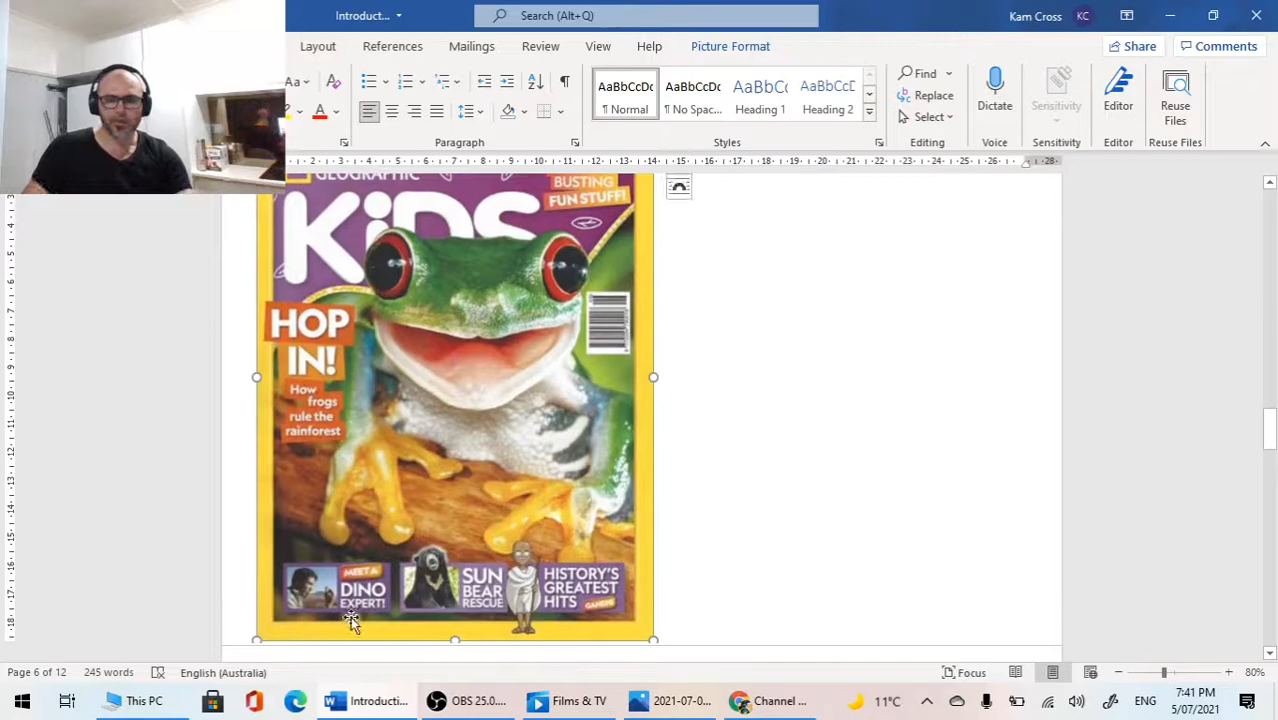 Introduct...
Search (Alt+Q)
Kam Cross
KC
Layout
References
Mailings
Review
View
Help
Picture Format
Share
Comments
Aa
A
AaBbCcDc
AaBbCcDc
AaBbCc
AaBbCcD
¶ Normal
¶ No Spac...
Heading 1
Heading 2
Find
Replace
Select
Dictate
Sensitivity
Editor
Reuse
Files
Paragraph
Styles
Editing
Voice
Sensitivity
Editor
Reuse Files
GEOGRAPHIC
KiDS
BUSTING
FUN STUFF!
HOP
IN!
How
frogs
rule the
rainforest
MEET A
DINO
EXPERT!
SUN
BEAR
RESCUE
HISTORY'S
GREATEST
HITS
GANDHI
Page 6 of 12
245 words
English (Australia)
Focus
80%
This PC
Introducti...
OBS 25.0....
Films & TV
2021-07-0...
Channel ...
11°C
ENG
7:41 PM
5/07/2021